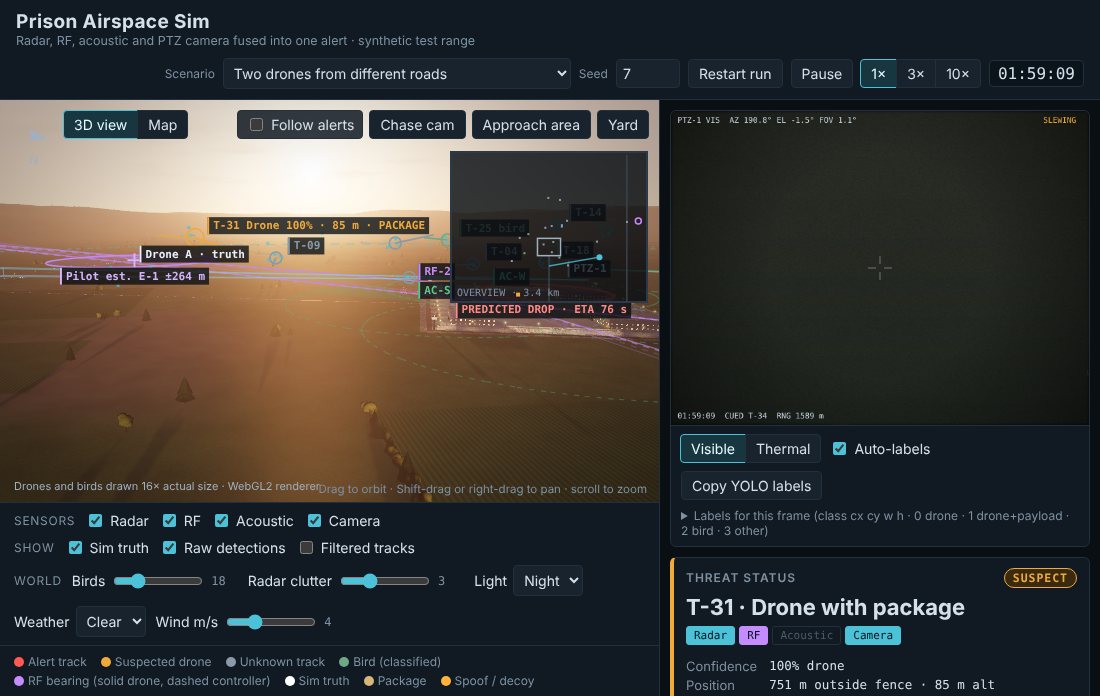 Prison Airspace Sim
Radar, RF, acoustic and PTZ camera fused into one alert · synthetic test range
Scenario Two drones from different roads Seed 7 Restart run Pause 1× 3× 10× 01:59:09
3D view Map Follow alerts Chase cam Approach area Yard
T-31 Drone 100% · 85 m · PACKAGE
T-09
Drone A · truth
Pilot est. E-1 ±264 m
RF-2
AC-S
T-14
T-25 bird
T-04
T-18
PTZ-1
AC-W
OVERVIEW · 3.4 km
PREDICTED DROP · ETA 76 s
Drones and birds drawn 16× actual size · WebGL2 renderer
Drag to orbit · Shift-drag or right-drag to pan · scroll to zoom
SENSORS Radar RF Acoustic Camera
SHOW Sim truth Raw detections Filtered tracks
WORLD Birds 18 Radar clutter 3 Light Night
Weather Clear Wind m/s 4
Alert track Suspected drone Unknown track Bird (classified)
RF bearing (solid drone, dashed controller) Sim truth Package Spoof / decoy
PTZ-1 VIS AZ 190.8° EL -1.5° FOV 1.1° SLEWING
01:59:09 CUED T-34 RNG 1589 m
Visible Thermal Auto-labels
Copy YOLO labels
Labels for this frame (class cx cy w h · 0 drone · 1 drone+payload ·
2 bird · 3 other)
THREAT STATUS SUSPECT
T-31 · Drone with package
Radar RF Acoustic Camera
Confidence 100% drone
Position 751 m outside fence · 85 m alt